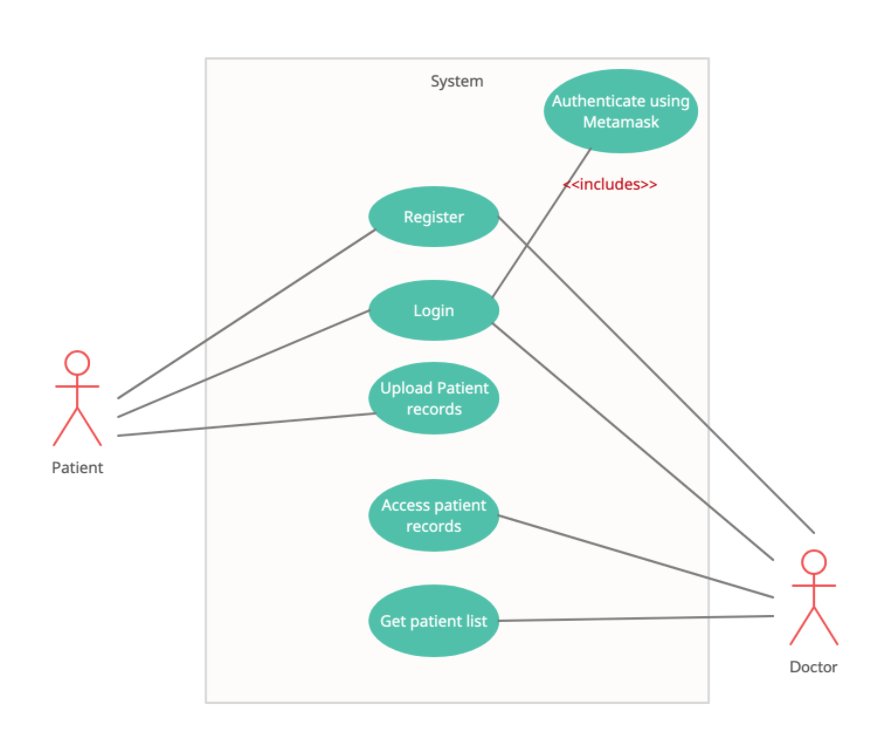 System
Authenticate using
Metamask
<<includes>>
Register
Login
Upload Patient
records
Patient
Access patient
records
Get patient list
Doctor